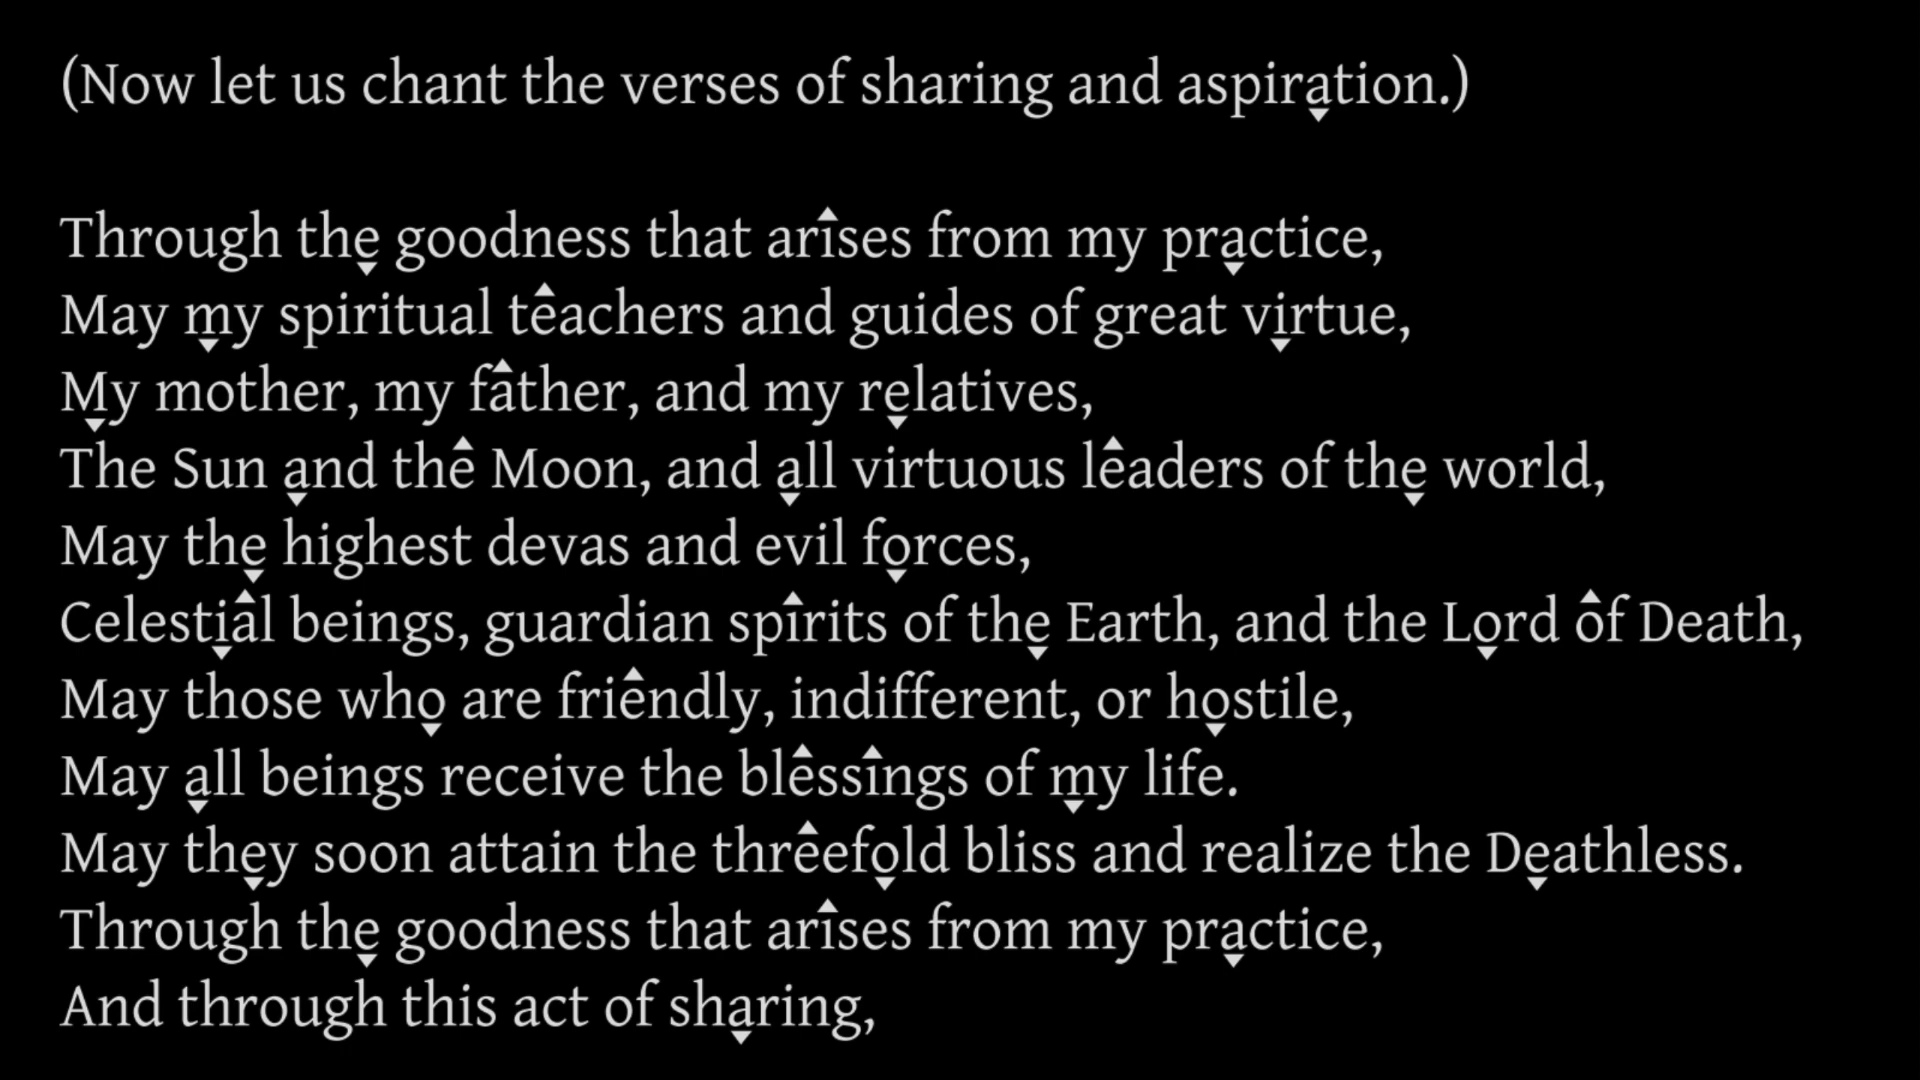 (Now let us chant the verses of sharing and aspiration.)
Through the goodness that arises from my practice,
May my spiritual teachers and guides of great virtue,
My mother, my father, and my relatives,
The Sun and the Moon, and all virtuous leaders of the world,
May the highest devas and evil forces,
Celestial beings, guardian spirits of the Earth, and the Lord of Death,
May those who are friendly, indifferent, or hostile,
May all beings receive the blessings of my life.
May they soon attain the threefold bliss and realize the Deathless.
Through the goodness that arises from my practice,
And through this act of sharing,